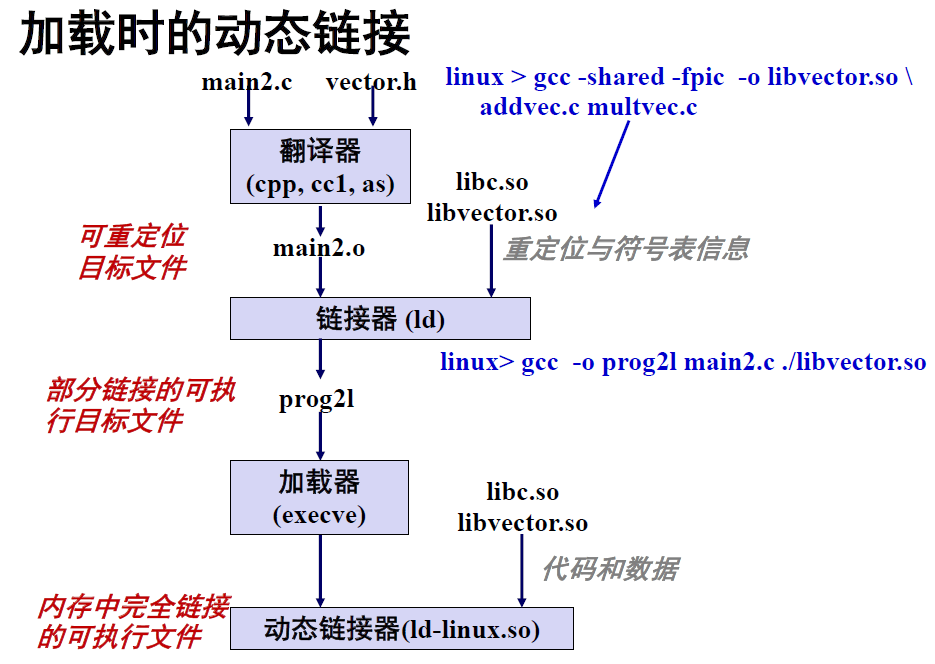 加载时的动态链接
main2.c vector.h
linux > gcc -shared -fpic -o libvector.so \
addvec.c multvec.c
翻译器
(cpp, cc1, as)
libc.so
libvector.so
可重定位
目标文件
main2.o
重定位与符号表信息
链接器 (ld)
linux> gcc -o prog2l main2.c ./libvector.so
部分链接的可执
行目标文件
prog2l
加载器
(execve)
libc.so
libvector.so
代码和数据
内存中完全链接
的可执行文件
动态链接器(ld-linux.so)